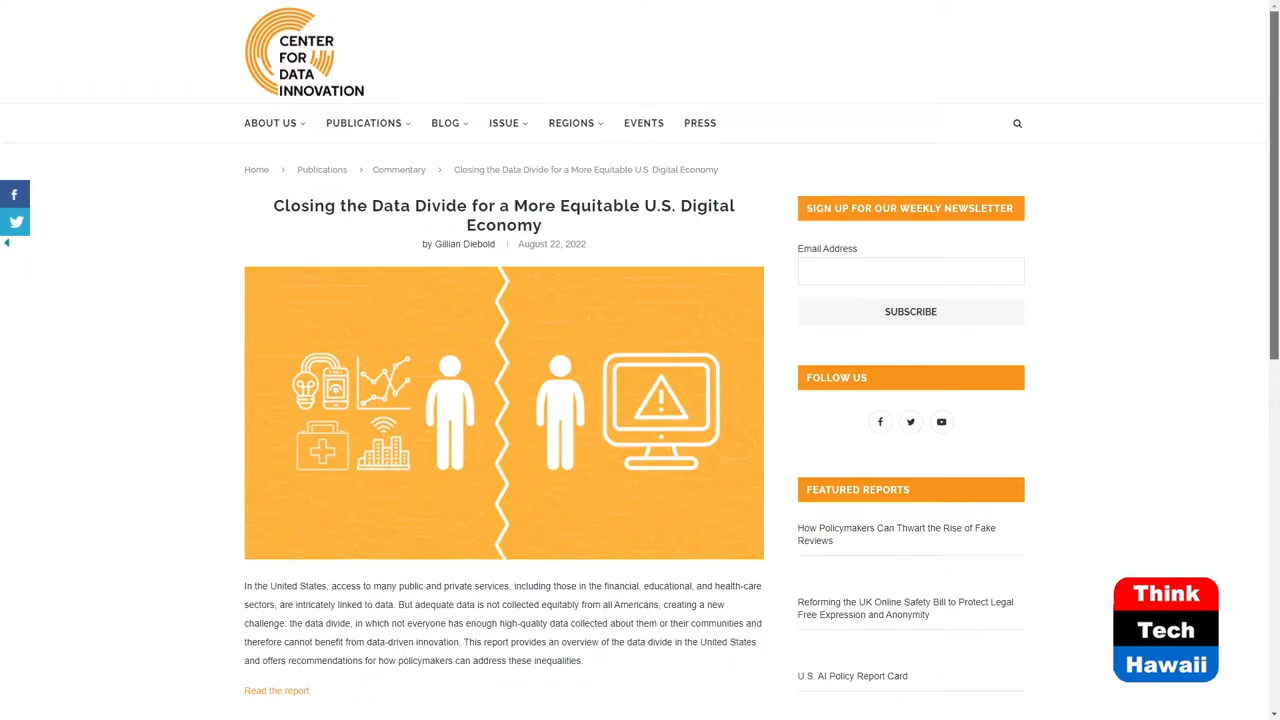 CENTER
FOR
DATA
INNOVATION
ABOUT US
PUBLICATIONS
BLOG
ISSUE
REGIONS
EVENTS
PRESS
Home > Publications > Commentary > Closing the Data Divide for a More Equitable U.S. Digital Economy
Closing the Data Divide for a More Equitable U.S. Digital
Economy
by Gillian Diebold | August 22, 2022
In the United States, access to many public and private services, including those in the financial, educational, and health-care
sectors, are intricately linked to data. But adequate data is not collected equitably from all Americans, creating a new
challenge: the data divide, in which not everyone has enough high-quality data collected about them or their communities and
therefore cannot benefit from data-driven innovation. This report provides an overview of the data divide in the United States
and offers recommendations for how policymakers can address these inequalities.
Read the report.
SIGN UP FOR OUR WEEKLY NEWSLETTER
Email Address
SUBSCRIBE
FOLLOW US
FEATURED REPORTS
How Policymakers Can Thwart the Rise of Fake
Reviews
Reforming the UK Online Safety Bill to Protect Legal
Free Expression and Anonymity
U.S. AI Policy Report Card
Think
Tech
Hawaii